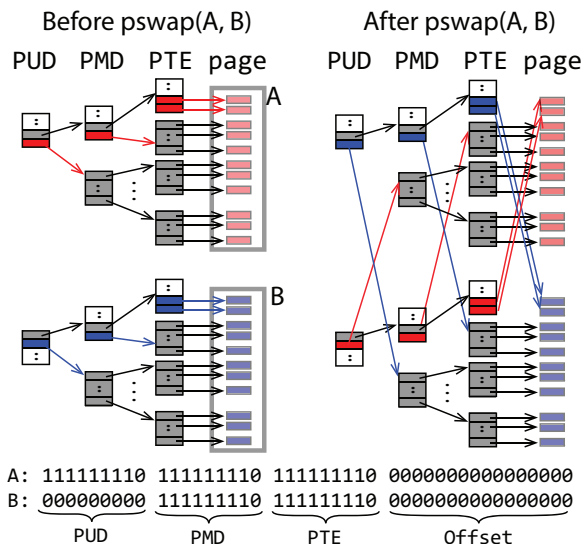 Before pswap(A, B)
After pswap(A, B)
PUD PMD PTE page
PUD PMD PTE page
A
B
A: 111111110 111111110 111111110 0000000000000000
B: 000000000 111111110 111111110 0000000000000000
PUD PMD PTE Offset